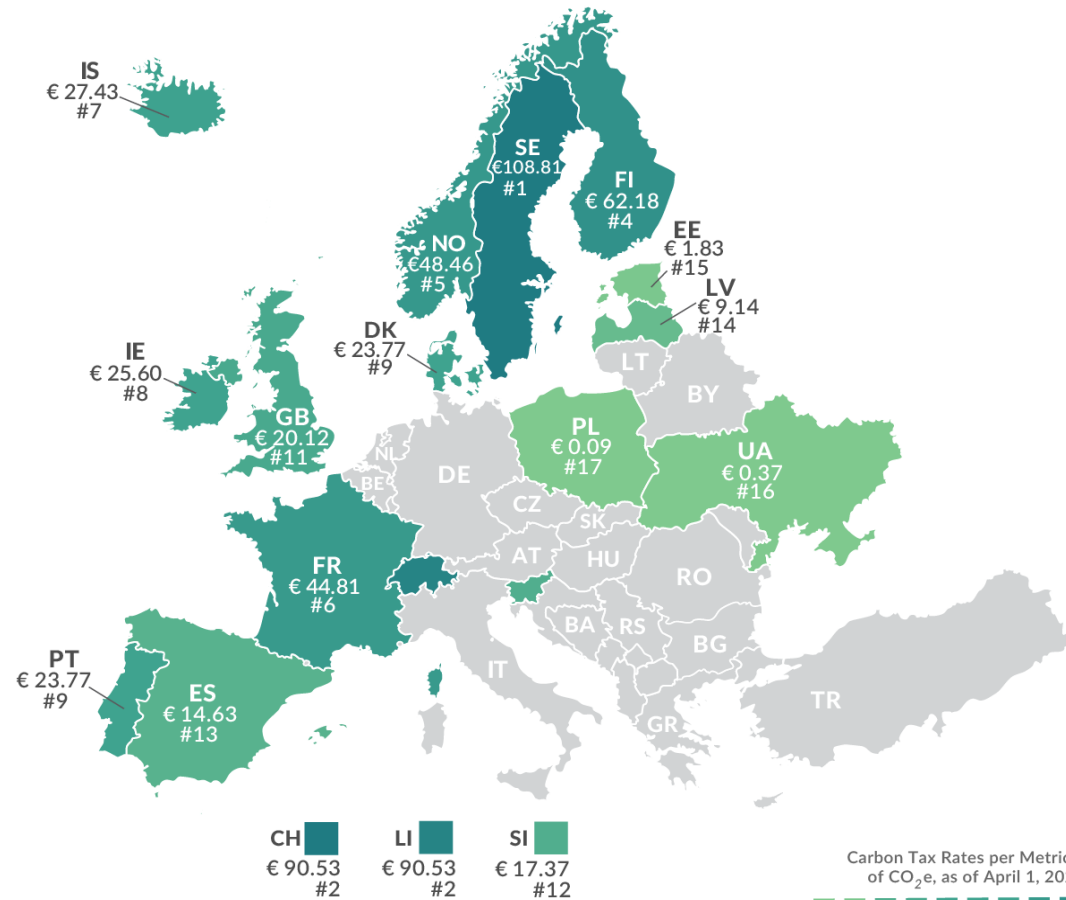 IS
€ 27.43
#7
SE
€108.81
#1
FI
€ 62.18
#4
NO
€48.46
#5
EE
€ 1.83
#15
LV
€ 9.14
#14
DK
€ 23.77
#9
IE
€ 25.60
#8
GB
€ 20.12
#11
LT
BY
NL
BE
DE
PL
€ 0.09
#17
UA
€ 0.37
#16
CZ
SK
AT
HU
RO
FR
€ 44.81
#6
BA
RS
BG
IT
GR
TR
PT
€ 23.77
#9
ES
€ 14.63
#13
CH
€ 90.53
#2
LI
€ 90.53
#2
SI
€ 17.37
#12
Carbon Tax Rates per Metric
of CO₂e, as of April 1,